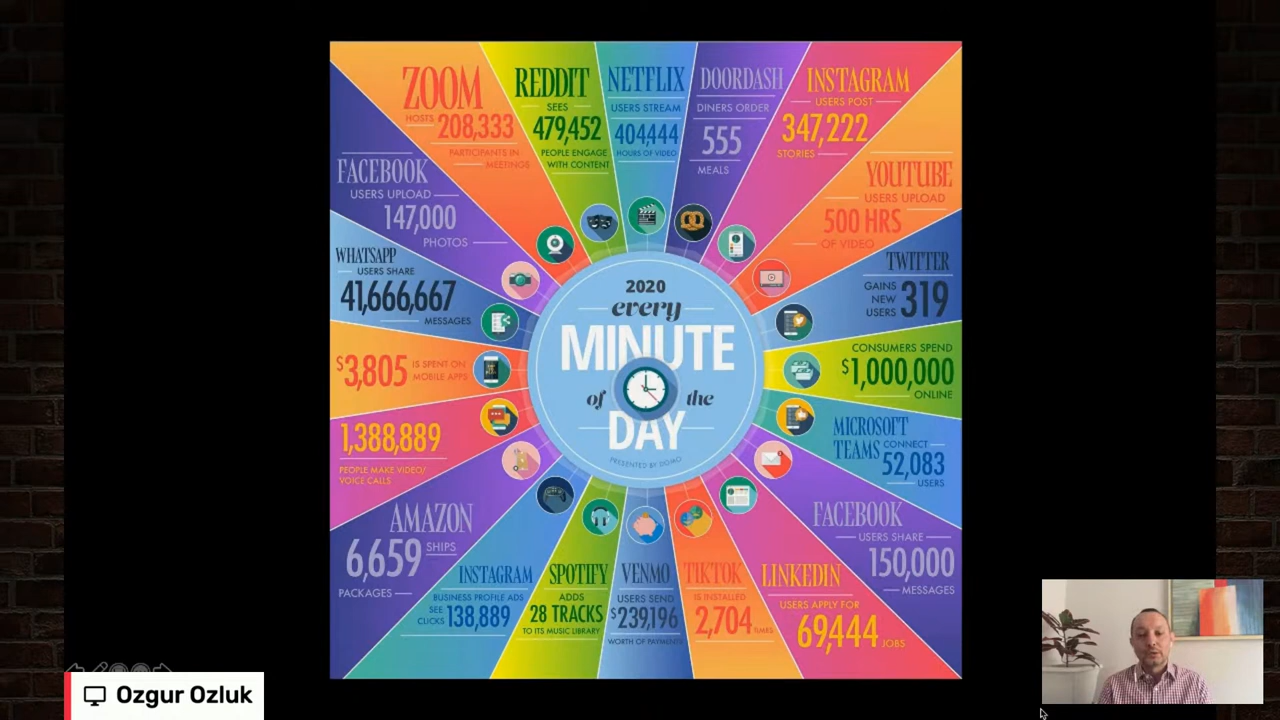 ZOOM
HOSTS 208,333
PARTICIPANTS IN
MEETINGS
REDDIT
SEES
479,452
PEOPLE ENGAGE
WITH CONTENT
NETFLIX
USERS STREAM
404,444
HOURS OF VIDEO
DOORDASH
DINERS ORDER
555
MEALS
INSTAGRAM
USERS POST
347,222
STORIES
YOUTUBE
USERS UPLOAD
500 HRS
OF VIDEO
TWITTER
GAINS
NEW
USERS 319
CONSUMERS SPEND
$1,000,000
ONLINE
MICROSOFT
TEAMS CONNECT
52,083
USERS
FACEBOOK
USERS SHARE
150,000
MESSAGES
LINKEDIN
USERS APPLY FOR
69,444 JOBS
TIKTOK
IS INSTALLED
2,704 TIMES
VENMO
USERS SEND
$239,196
WORTH OF PAYMENTS
SPOTIFY
ADDS
28 TRACKS
TO ITS MUSIC LIBRARY
INSTAGRAM
BUSINESS PROFILE ADS
SEE
CLICKS 138,889
AMAZON
6,659 SHIPS
PACKAGES
1,388,889
PEOPLE MAKE VIDEO/
VOICE CALLS
$3,805 IS SPENT ON
MOBILE APPS
WHATSAPP
USERS SHARE
41,666,667
MESSAGES
FACEBOOK
USERS UPLOAD
147,000
PHOTOS
2020
every
MINUTE
of the
DAY
PRESENTED BY DOMO
Ozgur Ozluk